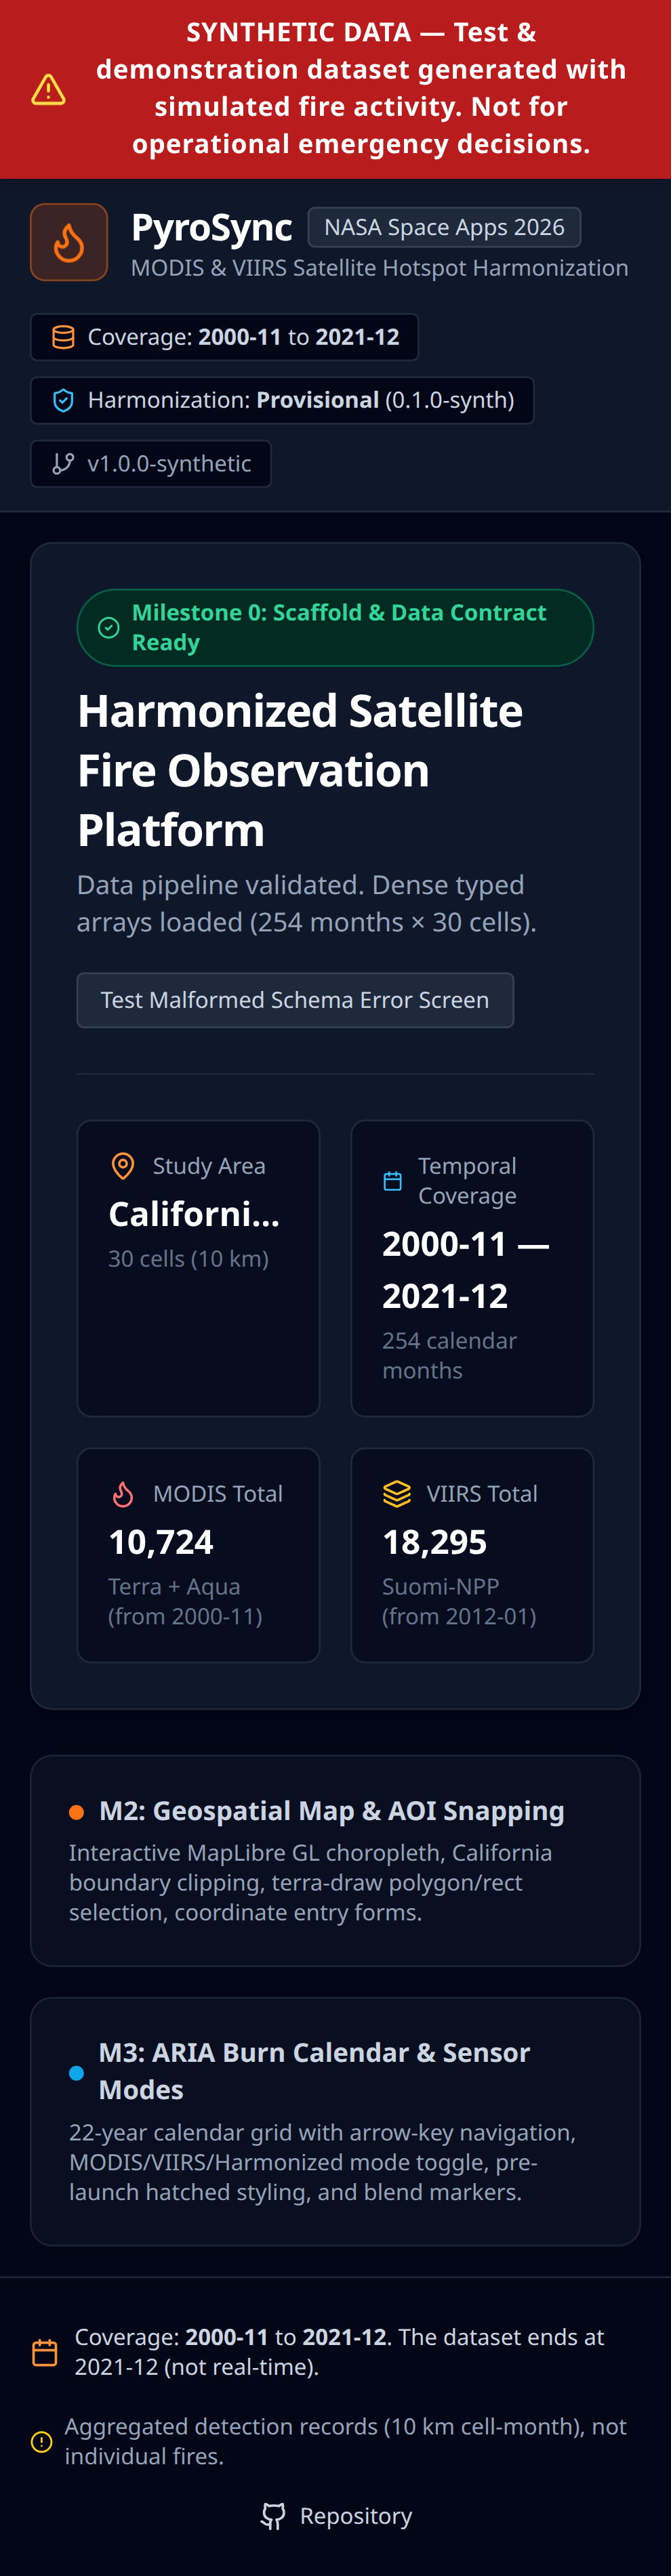 SYNTHETIC DATA — Test &
demonstration dataset generated with
simulated fire activity. Not for
operational emergency decisions.
PyroSync
NASA Space Apps 2026
MODIS & VIIRS Satellite Hotspot Harmonization
Coverage: 2000-11 to 2021-12
Harmonization: Provisional (0.1.0-synth)
v1.0.0-synthetic
Milestone 0: Scaffold & Data Contract
Ready
Harmonized Satellite
Fire Observation
Platform
Data pipeline validated. Dense typed
arrays loaded (254 months × 30 cells).
Test Malformed Schema Error Screen
Study Area
Californi...
30 cells (10 km)
Temporal
Coverage
2000-11 —
2021-12
254 calendar
months
MODIS Total
10,724
Terra + Aqua
(from 2000-11)
VIIRS Total
18,295
Suomi-NPP
(from 2012-01)
M2: Geospatial Map & AOI Snapping
Interactive MapLibre GL choropleth, California
boundary clipping, terra-draw polygon/rect
selection, coordinate entry forms.
M3: ARIA Burn Calendar & Sensor
Modes
22-year calendar grid with arrow-key navigation,
MODIS/VIIRS/Harmonized mode toggle, pre-
launch hatched styling, and blend markers.
Coverage: 2000-11 to 2021-12. The dataset ends at
2021-12 (not real-time).
Aggregated detection records (10 km cell-month), not
individual fires.
Repository